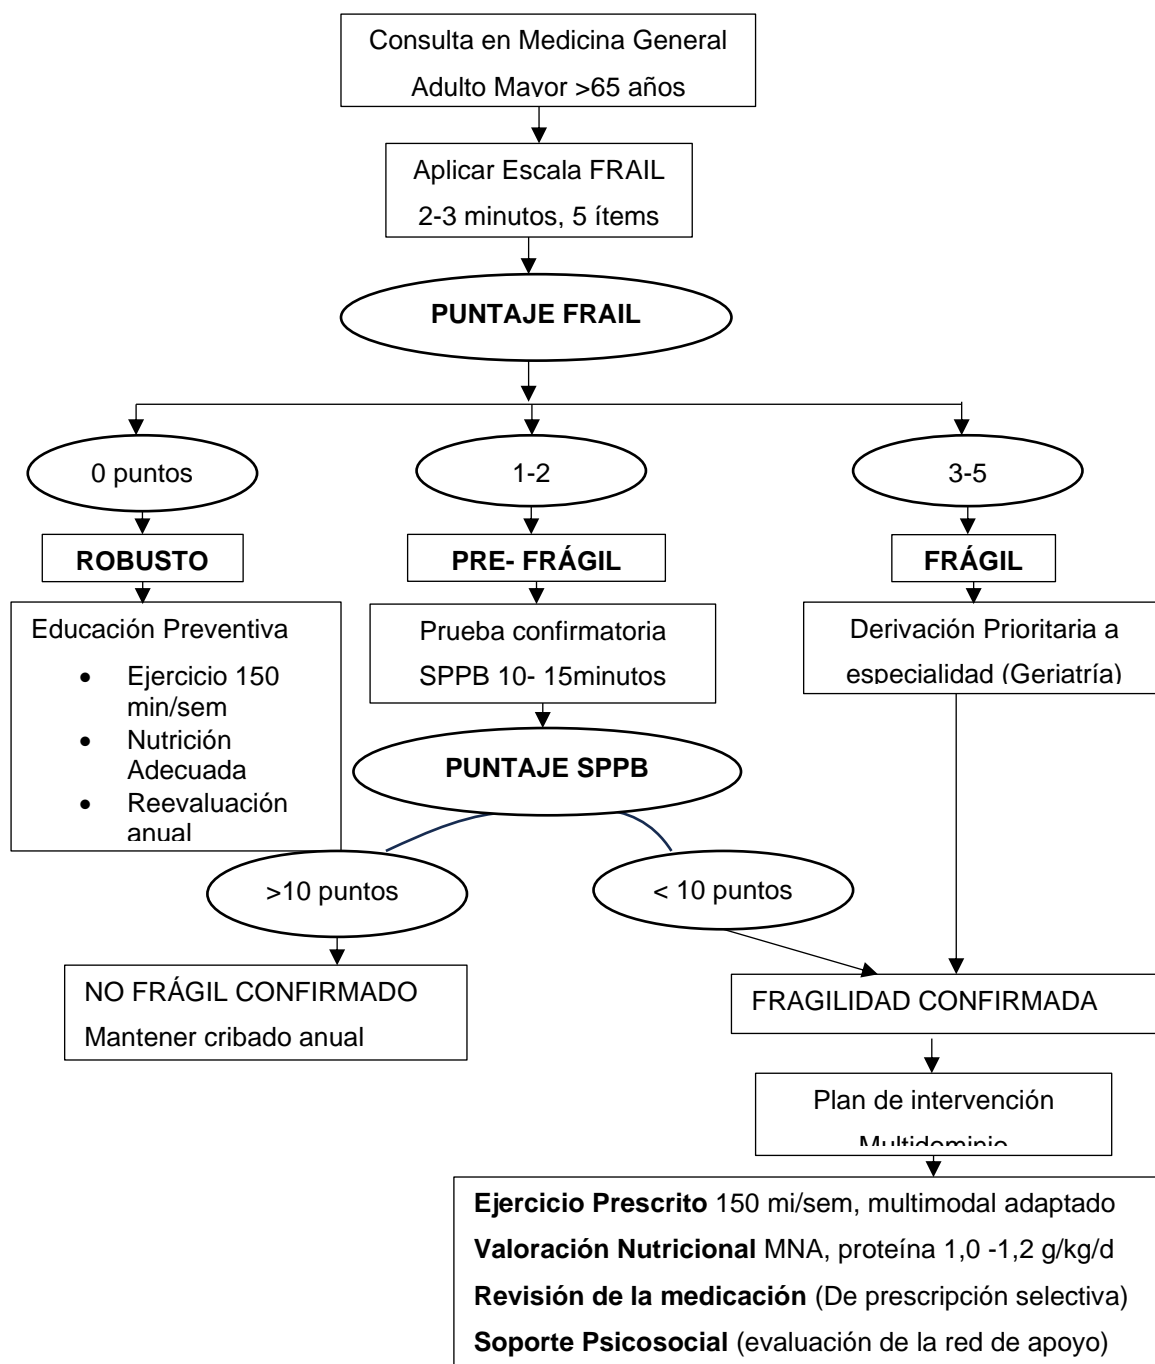 Consulta en Medicina General
Adulto Mayor >65 años
Aplicar Escala FRAIL
2-3 minutos, 5 ítems
PUNTAJE FRAIL
0 puntos
1-2
3-5
ROBUSTO
PRE- FRÁGIL
FRÁGIL
Educación Preventiva
• Ejercicio 150
min/sem
• Nutrición
Adecuada
• Reevaluación
anual
Prueba confirmatoria
SPPB 10- 15minutos
Derivación Prioritaria a
especialidad (Geriatría)
PUNTAJE SPPB
>10 puntos
< 10 puntos
NO FRÁGIL CONFIRMADO
Mantener cribado anual
FRAGILIDAD CONFIRMADA
Plan de intervención
Multidominio
Ejercicio Prescrito 150 mi/sem, multimodal adaptado
Valoración Nutricional MNA, proteína 1,0 -1,2 g/kg/d
Revisión de la medicación (De prescripción selectiva)
Soporte Psicosocial (evaluación de la red de apoyo)